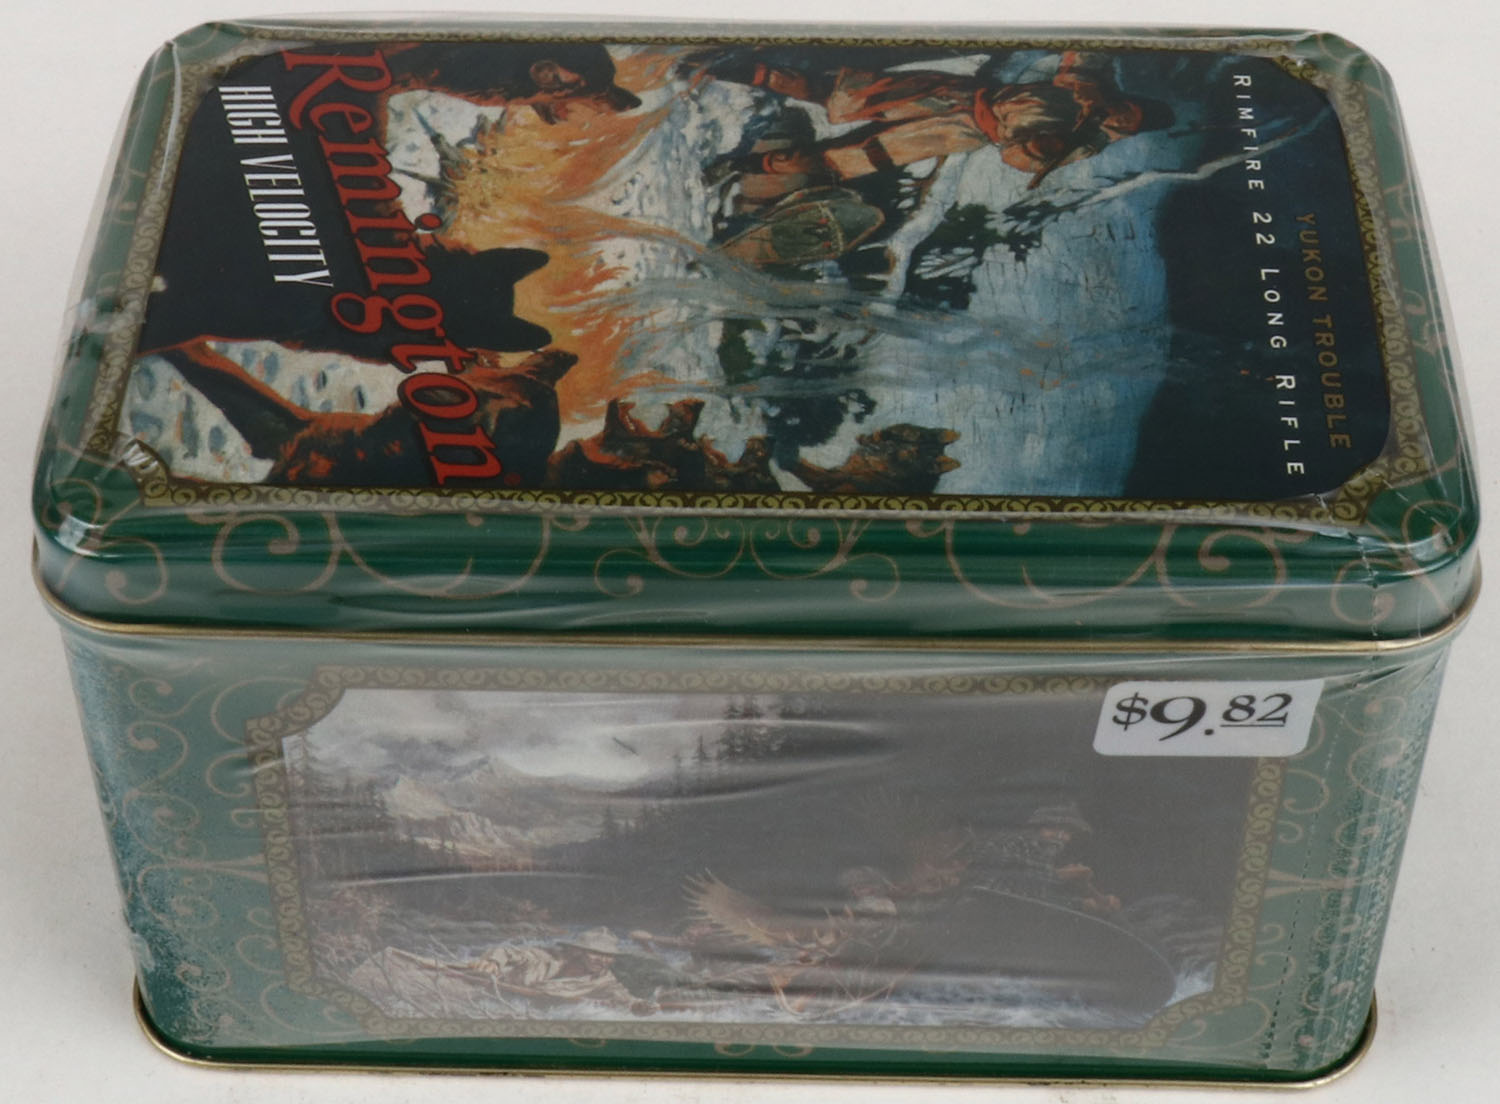 YUKON TROUBLE
RIMFIRE 22 LONG RIFLE
Remington®
HIGH VELOCITY
$9.82